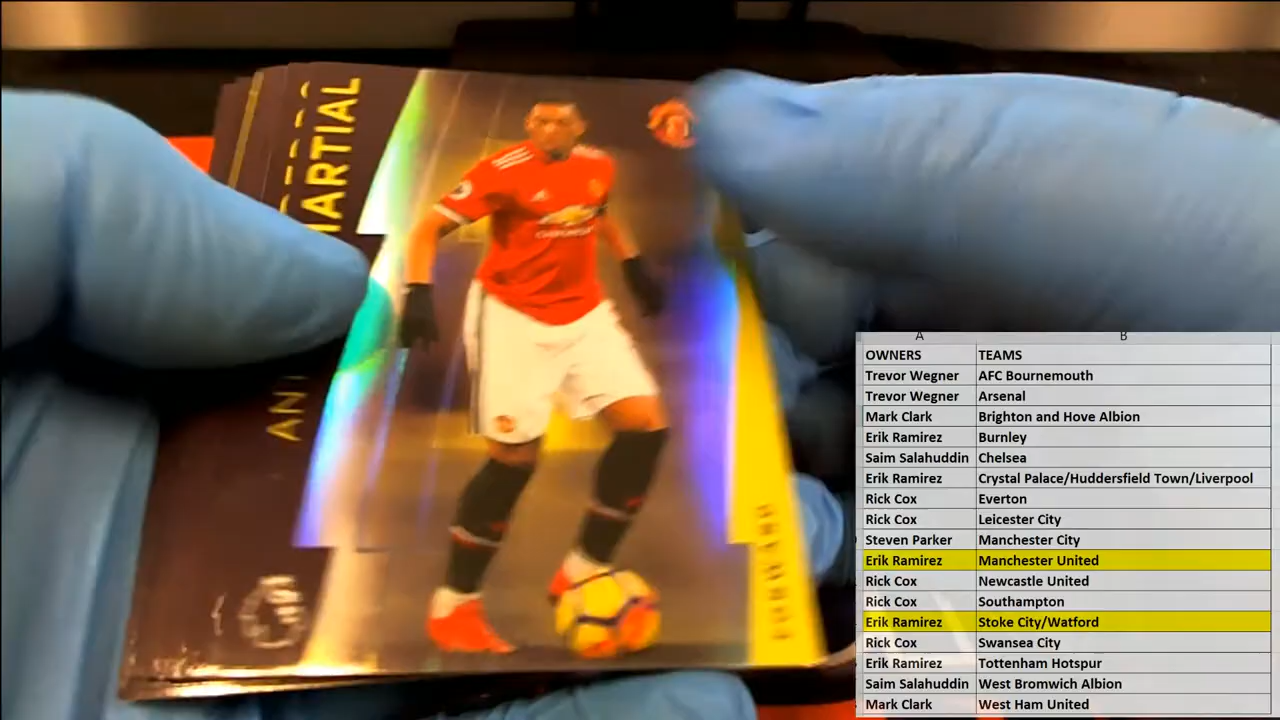 MARTIAL
AN
CHEVROLET
A B
OWNERS TEAMS
Trevor Wegner AFC Bournemouth
Trevor Wegner Arsenal
Mark Clark Brighton and Hove Albion
Erik Ramirez Burnley
Saim Salahuddin Chelsea
Erik Ramirez Crystal Palace/Huddersfield Town/Liverpool
Rick Cox Everton
Rick Cox Leicester City
Steven Parker Manchester City
Erik Ramirez Manchester United
Rick Cox Newcastle United
Rick Cox Southampton
Erik Ramirez Stoke City/Watford
Rick Cox Swansea City
Erik Ramirez Tottenham Hotspur
Saim Salahuddin West Bromwich Albion
Mark Clark West Ham United